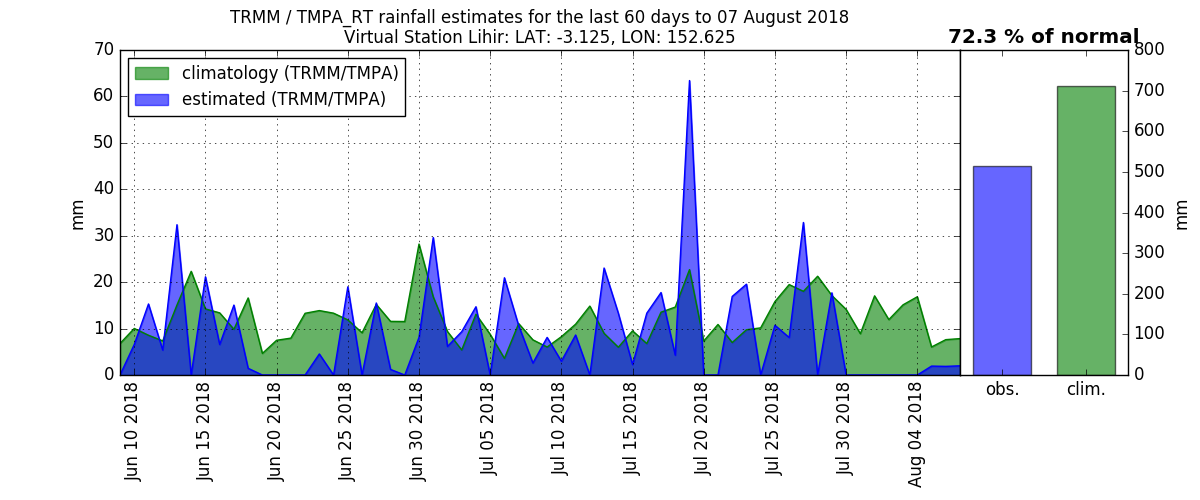 TRMM / TMPA_RT rainfall estimates for the last 60 days to 07 August 2018
Virtual Station Lihir: LAT: -3.125, LON: 152.625
72.3 % of normal
climatology (TRMM/TMPA)
estimated (TRMM/TMPA)
70
60
50
40
30
20
10
0
mm
Jun 10 2018
Jun 15 2018
Jun 20 2018
Jun 25 2018
Jun 30 2018
Jul 05 2018
Jul 10 2018
Jul 15 2018
Jul 20 2018
Jul 25 2018
Jul 30 2018
Aug 04 2018
obs.
clim.
800
700
600
500
400
300
200
100
0
mm